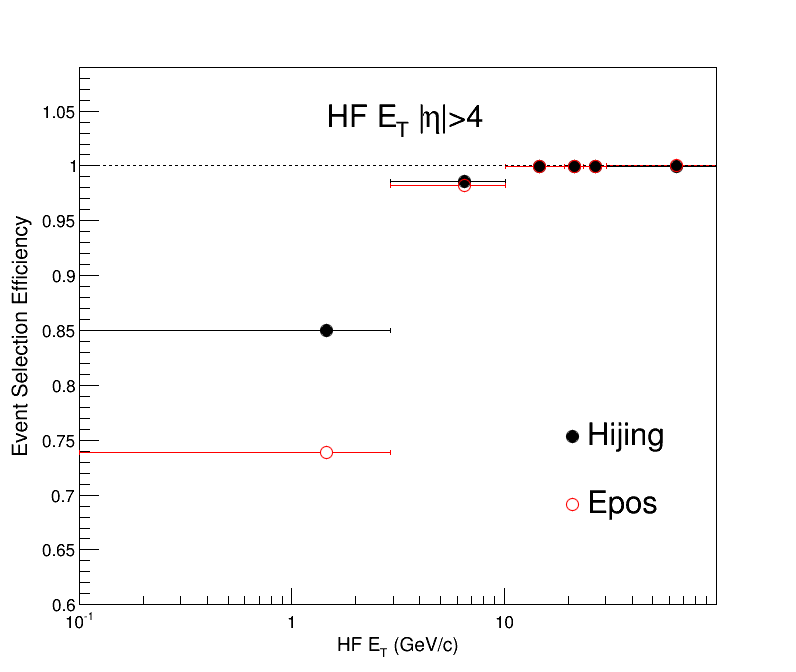 HF E_T |η|>4
Event Selection Efficiency
1.05
1
0.95
0.9
0.85
0.8
0.75
0.7
0.65
0.6
Hijing
Epos
10^-1
1
10
HF E_T (GeV/c)